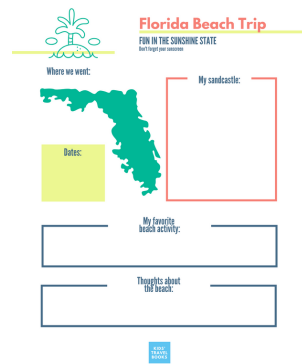 Florida Beach Trip
FUN IN THE SUNSHINE STATE
Don't forget your sunscreen
Where we went:
My sandcastle:
Dates:
My favorite
beach activity:
Thoughts about
the beach:
KIDS'
TRAVEL
BOOKS